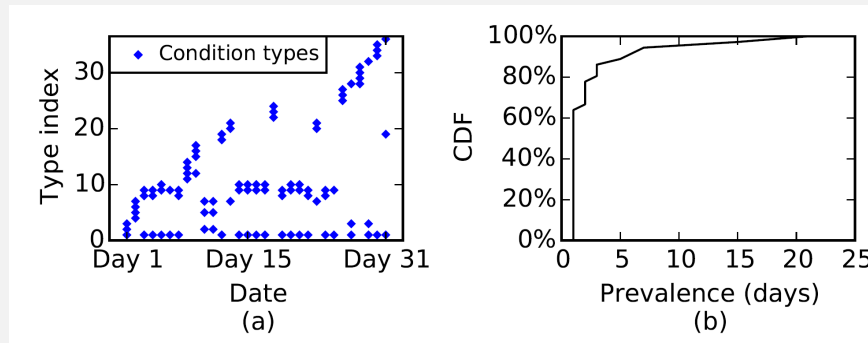 Condition types
30
20
10
0
Type index
Day 1 Day 15 Day 31
Date
(a)
100%
80%
60%
40%
20%
0%
CDF
0 5 10 15 20 25
Prevalence (days)
(b)